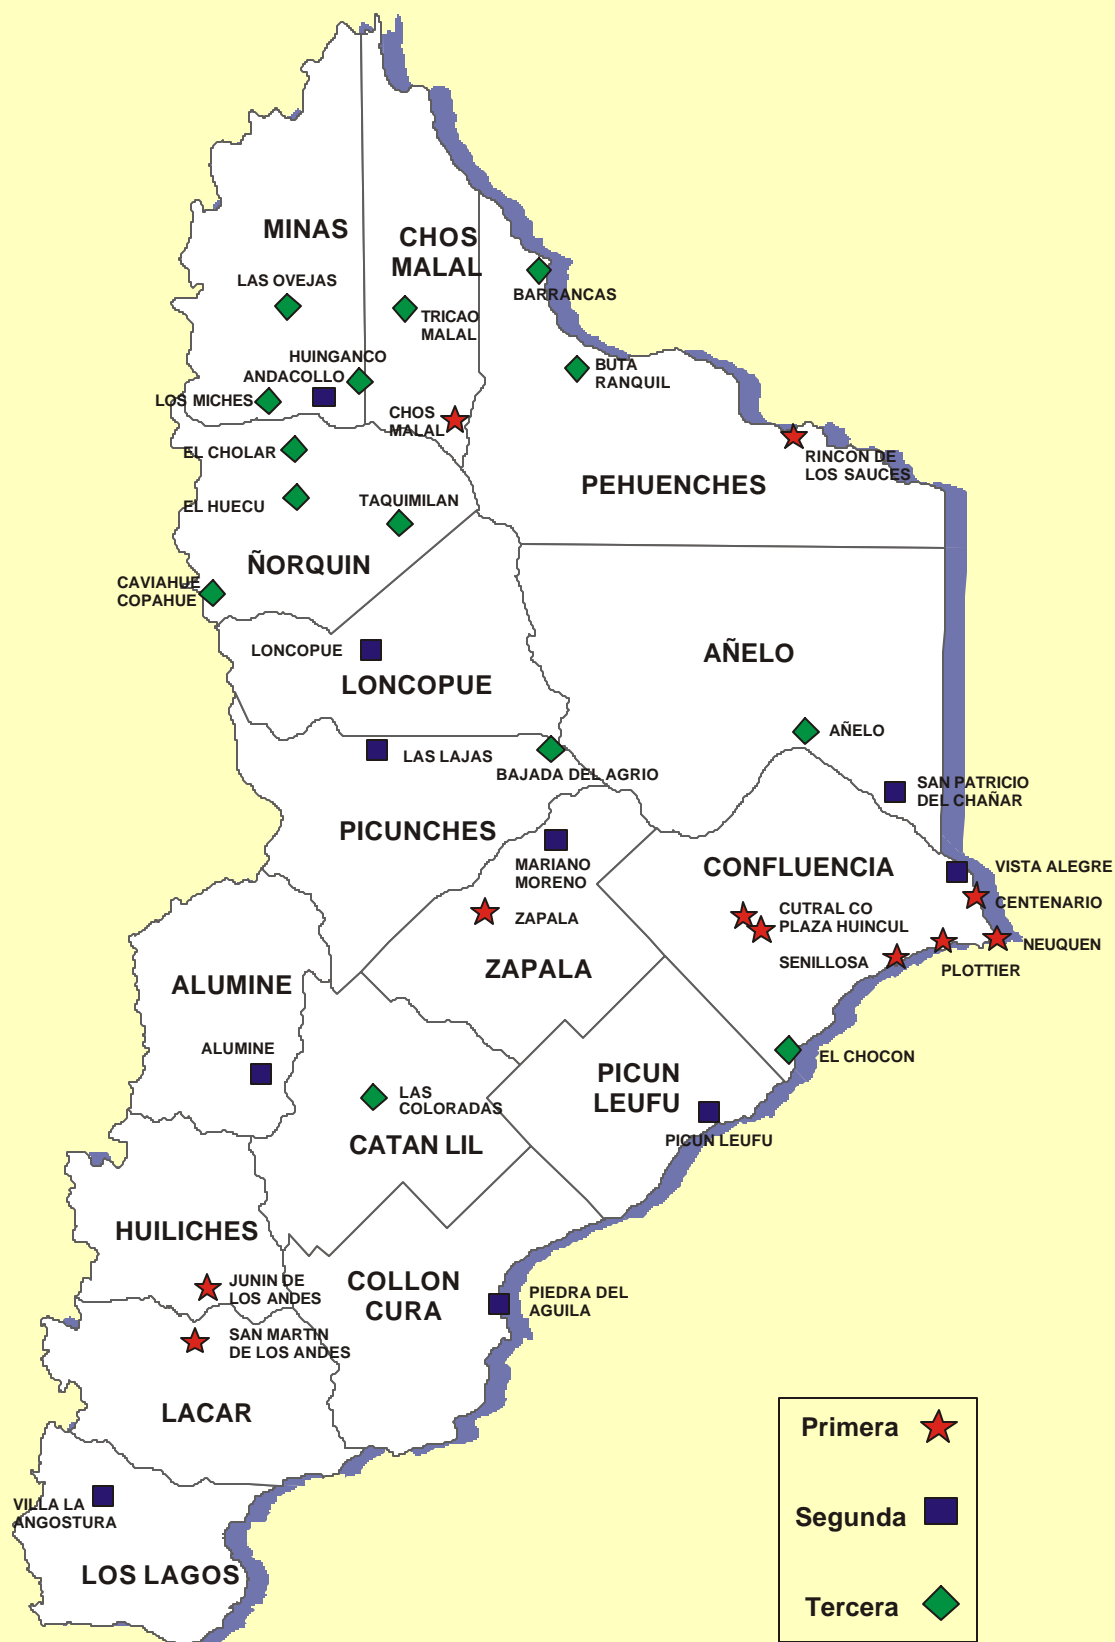 MINAS
CHOS
MALAL
LAS OVEJAS
TRICAO
MALAL
BARRANCAS
HUINGANCO
ANDACOLLO
LOS MICHES
BUTA
RANQUIL
CHOS
MALAL
RINCON DE
LOS SAUCES
EL CHOLAR
EL HUECU
TAQUIMILAN
PEHUENCHES
ÑORQUIN
CAVIAHUE
COPAHUE
LONCOPUE
LONCOPUE
AÑELO
AÑELO
LAS LAJAS
BAJADA DEL AGRIO
SAN PATRICIO
DEL CHAÑAR
PICUNCHES
MARIANO
MORENO
CONFLUENCIA
VISTA ALEGRE
CENTENARIO
ZAPALA
CUTRAL CO
PLAZA HUINCUL
NEUQUEN
SENILLOSA
PLOTTIER
ZAPALA
ALUMINE
ALUMINE
EL CHOCON
PICUN
LEUFU
LAS
COLORADAS
PICUN LEUFU
CATAN LIL
HUILICHES
JUNIN DE
LOS ANDES
COLLON
CURA
PIEDRA DEL
AGUILA
SAN MARTIN
DE LOS ANDES
LACAR
VILLA LA
ANGOSTURA
LOS LAGOS
Primera
Segunda
Tercera